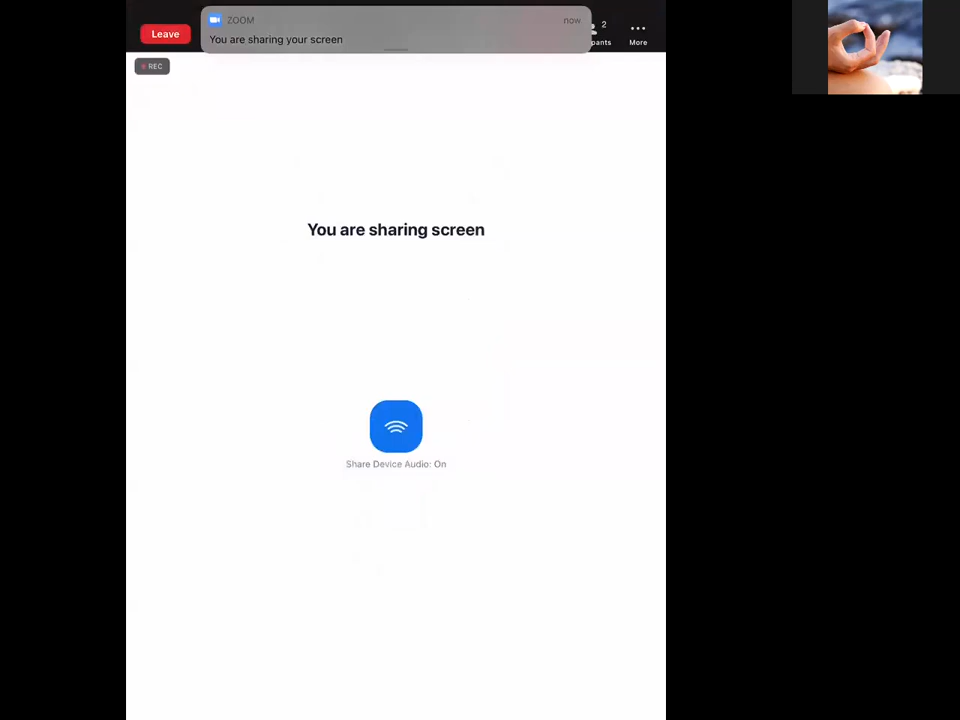 Leave
ZOOM
now
You are sharing your screen
2
pants
More
REC
You are sharing screen
Share Device Audio: On